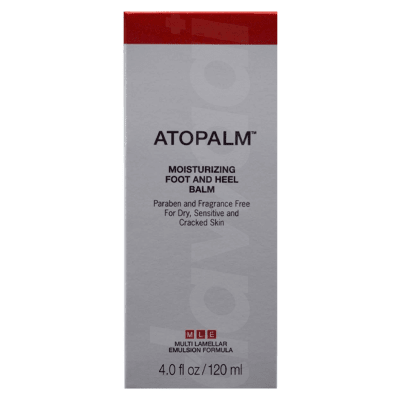 ATOPALM™
MOISTURIZING
FOOT AND HEEL
BALM
Paraben and Fragrance Free
For Dry, Sensitive and
Cracked Skin
MLE
MULTI LAMELLAR
EMULSION FORMULA
4.0 fl oz/120 ml